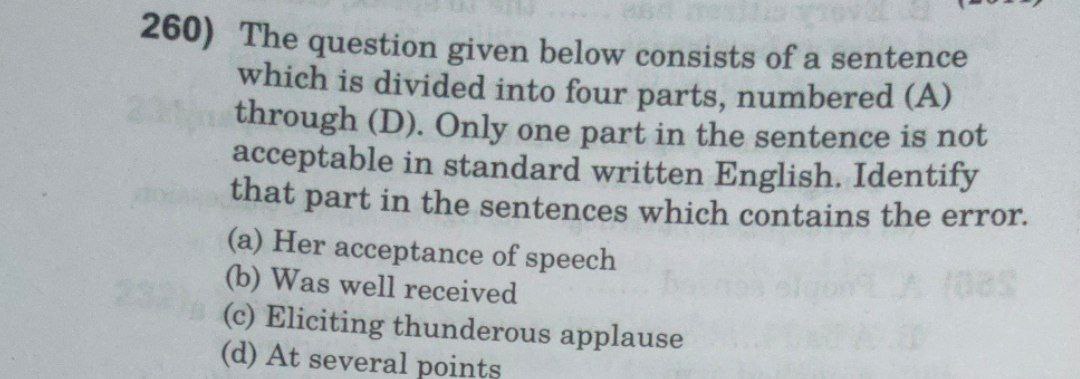 260) The question given below consists of a sentence
which is divided into four parts, numbered (A)
through (D). Only one part in the sentence is not
acceptable in standard written English. Identify
that part in the sentences which contains the error.
(a) Her acceptance of speech
(b) Was well received
(c) Eliciting thunderous applause
(d) At several points